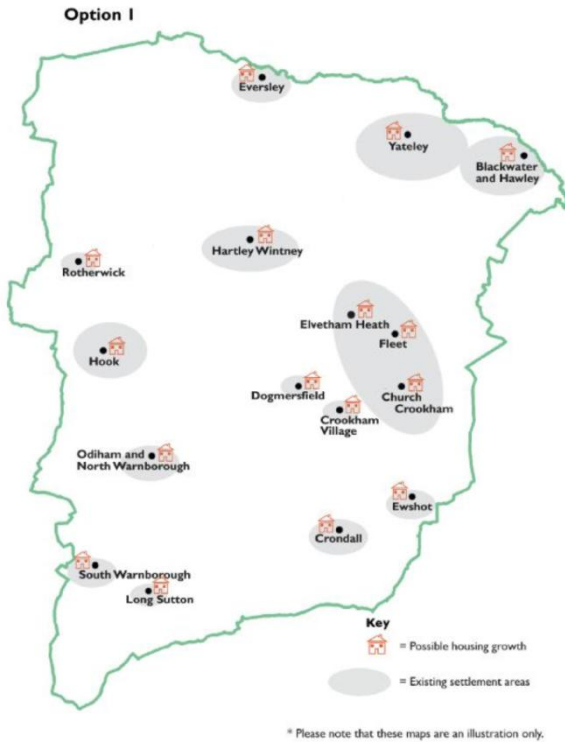 Option 1
Eversley
Yateley
Blackwater
and Hawley
Hartley Wintney
Rotherwick
Elvetham Heath
Fleet
Hook
Dogmersfield
Church
Crookham
Crookham
Village
Odiham and
North Warnborough
Ewshot
Crondall
South Warnborough
Long Sutton
Key
= Possible housing growth
= Existing settlement areas
* Please note that these maps are an illustration only.